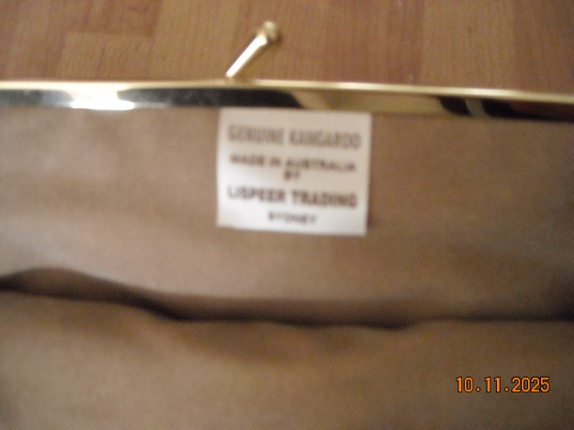 GENUINE KANGAROO
MADE IN AUSTRALIA
BY
LISPEER TRADING
SYDNEY
10.11.2025